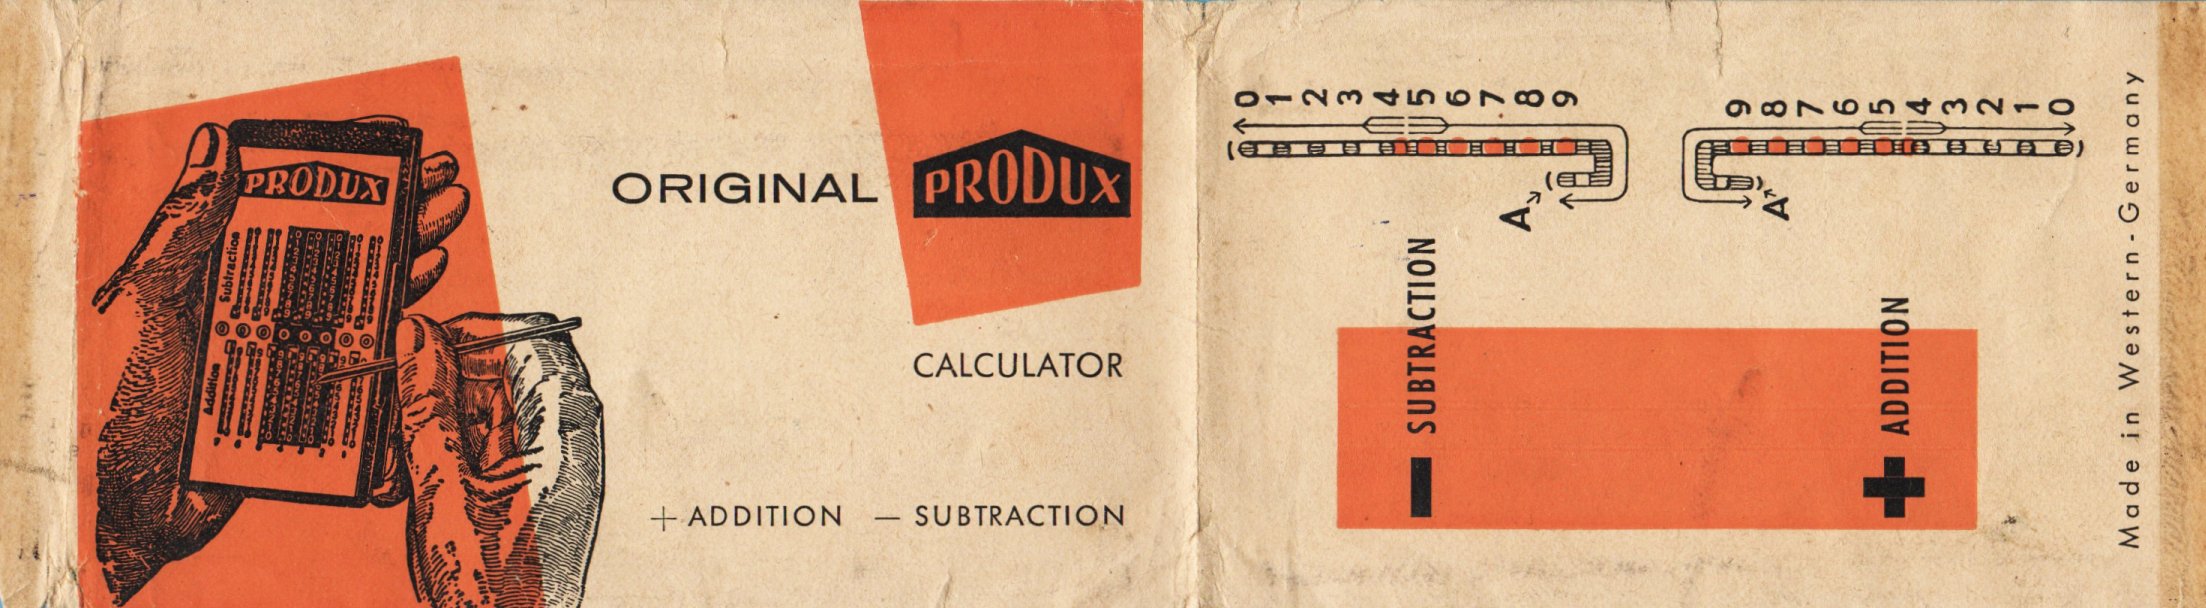 PRODUX
Subtraction
Addition
ORIGINAL PRODUX
CALCULATOR
+ ADDITION — SUBTRACTION
0 1 2 3 4 5 6 7 8 9
A
− SUBTRACTION
9 8 7 6 5 4 3 2 1 0
A
+ ADDITION
Made in Western-Germany